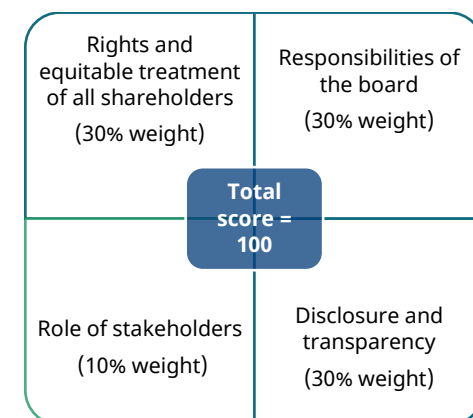 Rights and
equitable treatment
of all shareholders
(30% weight)
Responsibilities of
the board
(30% weight)
Total
score =
100
Role of stakeholders
(10% weight)
Disclosure and
transparency
(30% weight)